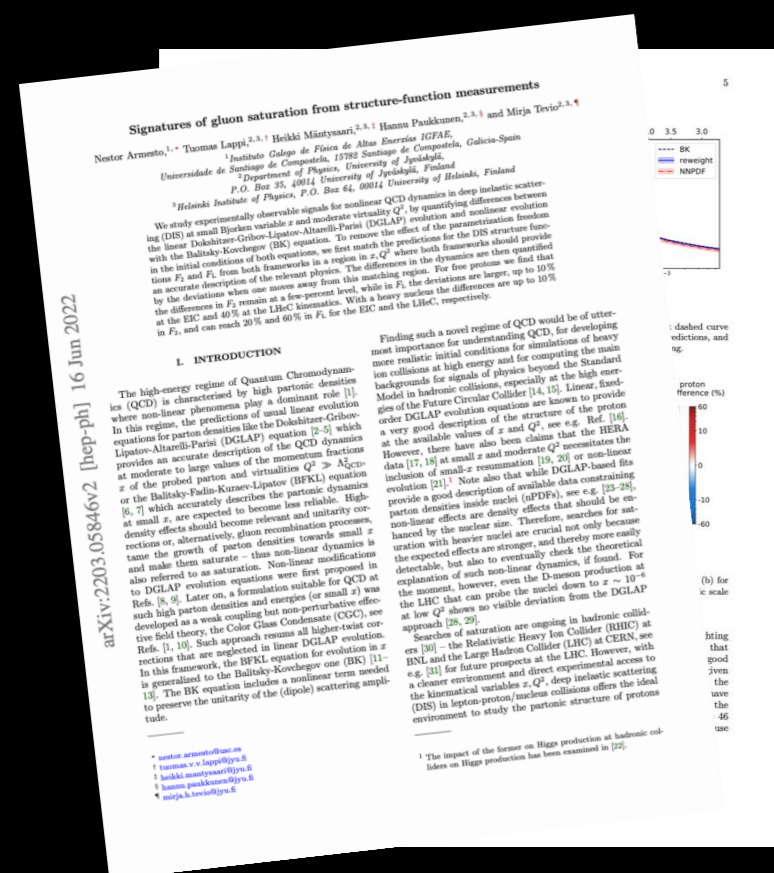 Signatures of gluon saturation from structure-function measurements
Nestor Armesto,1, * Tuomas Lappi,2, 3, † Heikki Mäntysaari,2, 3, ‡ Hannu Paukkunen,2, 3, § and Mirja Tevio2, 3, ¶
1Instituto Galego de Física de Altas Enerxías IGFAE,
Universidade de Santiago de Compostela, 15782 Santiago de Compostela, Galicia-Spain
2Department of Physics, University of Jyväskylä,
P.O. Box 35, 40014 University of Jyväskylä, Finland
3Helsinki Institute of Physics, P.O. Box 64, 00014 University of Helsinki, Finland
We study experimentally observable signals for nonlinear QCD dynamics in deep inelastic scatter-
ing (DIS) at small Bjorken variable x and moderate virtuality Q2, by quantifying differences between
the linear Dokshitzer-Gribov-Lipatov-Altarelli-Parisi (DGLAP) evolution and nonlinear evolution
with the Balitsky-Kovchegov (BK) equation. To remove the effect of the parametrization freedom
in the initial conditions of both equations, we first match the predictions for the DIS structure func-
tions F2 and FL from both frameworks in a region in x, Q2 where both frameworks should provide
an accurate description of the relevant physics. The differences in the dynamics are then quantified
by the deviations when one moves away from this matching region. For free protons we find that
the differences in F2 remain at a few-percent level, while in FL the deviations are larger, up to 10%
at the EIC and 40% at the LHeC kinematics. With a heavy nucleus the differences are up to 10%
in F2, and can reach 20% and 60% in FL for the EIC and the LHeC, respectively.
I. INTRODUCTION
The high-energy regime of Quantum Chromodynam-
ics (QCD) is characterised by high partonic densities
where non-linear phenomena play a dominant role [1].
In this regime, the predictions of usual linear evolution
equations for parton densities like the Dokshitzer-Gribov-
Lipatov-Altarelli-Parisi (DGLAP) equation [2–5] which
provides an accurate description of the QCD dynamics
at moderate to large values of the momentum fractions
x of the probed parton and virtualities Q2 ≫ Λ2QCD,
or the Balitsky-Fadin-Kuraev-Lipatov (BFKL) equation
[6, 7] which accurately describes the partonic dynamics
at small x, are expected to become less reliable. High-
density effects should become relevant and unitarity cor-
rections or, alternatively, gluon recombination processes,
tame the growth of parton densities towards small x
and make them saturate – thus non-linear dynamics is
also referred to as saturation. Non-linear modifications
to DGLAP evolution equations were first proposed in
Refs. [8, 9]. Later on, a formulation suitable for QCD at
such high parton densities and energies (or small x) was
developed as a weak coupling but non-perturbative effec-
tive field theory, the Color Glass Condensate (CGC), see
Refs. [1, 10]. Such approach resums all higher-twist cor-
rections that are neglected in linear DGLAP evolution.
In this framework, the BFKL equation for evolution in x
is generalized to the Balitsky-Kovchegov one (BK) [11–
13]. The BK equation includes a nonlinear term needed
to preserve the unitarity of the (dipole) scattering ampli-
tude.
* nestor.armesto@usc.es
† tuomas.v.v.lappi@jyu.fi
‡ heikki.mantysaari@jyu.fi
§ hannu.paukkunen@jyu.fi
¶ mirja.h.tevio@jyu.fi
Finding such a novel regime of QCD would be of utter-
most importance for understanding QCD, for developing
more realistic initial conditions for simulations of heavy
ion collisions at high energy and for computing the main
backgrounds for signals of physics beyond the Standard
Model in hadronic collisions, especially at the high ener-
gies of the Future Circular Collider [14, 15]. Linear, fixed-
order DGLAP evolution equations are known to provide
a very good description of the structure of the proton
at the available values of x and Q2, see e.g. Ref. [16].
However, there have also been claims that the HERA
data [17, 18] at small x and moderate Q2 necessitates the
inclusion of small-x resummation [19, 20] or non-linear
evolution [21].1 Note also that while DGLAP-based fits
provide a good description of available data constraining
parton densities inside nuclei (nPDFs), see e.g. [23–28],
non-linear effects are density effects that should be en-
hanced by the nuclear size. Therefore, searches for sat-
uration with heavier nuclei are crucial not only because
the expected effects are stronger, and thereby more easily
detectable, but also to eventually check the theoretical
explanation of such non-linear dynamics, if found. For
the moment, however, even the D-meson production at
the LHC that can probe the nuclei down to x ∼ 10−6
at low Q2 shows no visible deviation from the DGLAP
approach [28, 29].
Searches of saturation are ongoing in hadronic collid-
ers [30] – the Relativistic Heavy Ion Collider (RHIC) at
BNL and the Large Hadron Collider (LHC) at CERN, see
e.g. [31] for future prospects at the LHC. However, with
a cleaner environment and direct experimental access to
the kinematical variables x, Q2, deep inelastic scattering
(DIS) in lepton-proton/nucleus collisions offers the ideal
environment to study the partonic structure of protons
1 The impact of the former on Higgs production at hadronic col-
liders on Higgs production has been examined in [22].
arXiv:2203.05846v2 [hep-ph] 16 Jun 2022
5
.0 3.5 3.0
BK
reweight
NNPDF
−3
dashed curve
edictions, and
ng.
proton
fference (%)
60
10
0
-10
-60
(b) for
ic scale
hting
that
good
iven
the
ave
the
46
use